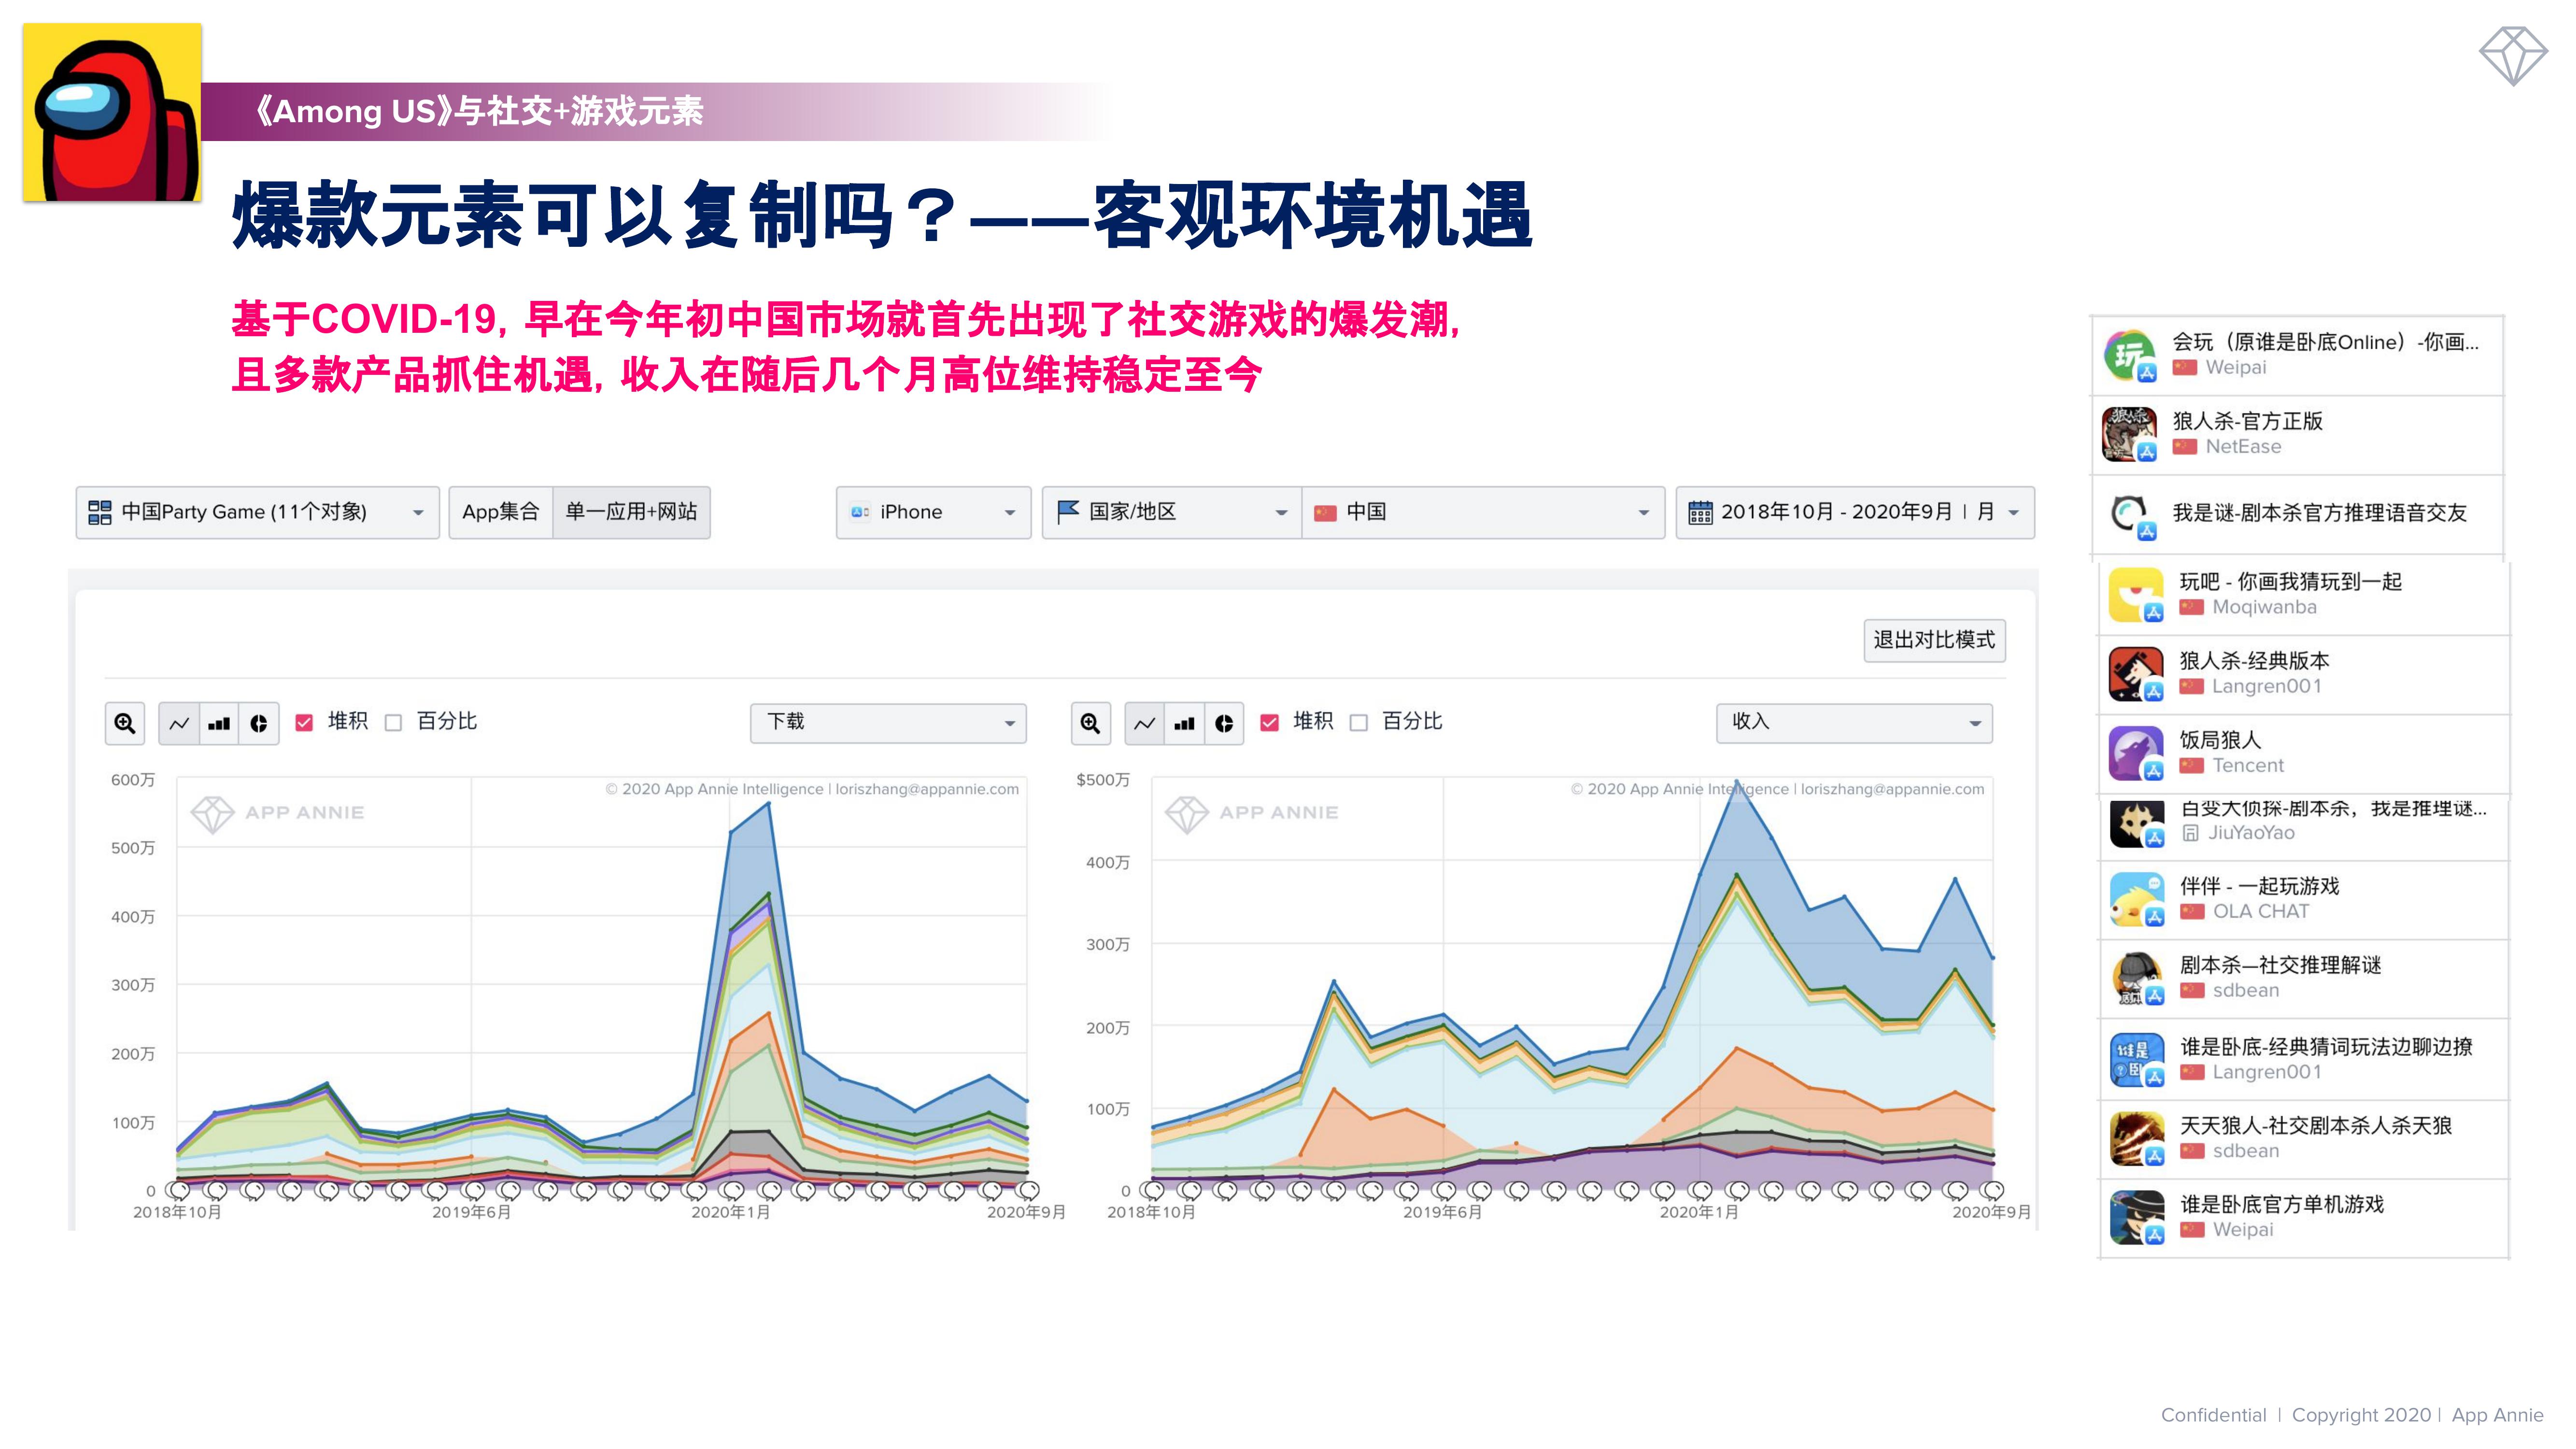 《Among US》与社交+游戏元素
爆款元素可以复制吗？——客观环境机遇
基于COVID-19, 早在今年初中国市场就首先出现了社交游戏的爆发潮,
且多款产品抓住机遇, 收入在随后几个月高位维持稳定至今
中国Party Game (11个对象) App集合 单一应用+网站 iPhone 国家/地区 中国 2018年10月 - 2020年9月 | 月
退出对比模式
堆积 百分比 下载
600万
500万
400万
300万
200万
100万
0
APP ANNIE
© 2020 App Annie Intelligence | loriszhang@appannie.com
2018年10月 2019年6月 2020年1月 2020年9月
堆积 百分比 收入
$500万
400万
300万
200万
100万
0
APP ANNIE
© 2020 App Annie Intelligence | loriszhang@appannie.com
2018年10月 2019年6月 2020年1月 2020年9月
玩
会玩（原谁是卧底Online）-你画...
Weipai
狼人杀-官方正版
NetEase
我是谜-剧本杀官方推理语音交友
玩吧 - 你画我猜玩到一起
Moqiwanba
狼人杀-经典版本
Langren001
饭局狼人
Tencent
百变大侦探-剧本杀，我是推理谜...
JiuYaoYao
伴伴 - 一起玩游戏
OLA CHAT
剧本杀—社交推理解谜
sdbean
谁是卧底-经典猜词玩法边聊边撩
Langren001
天天狼人-社交剧本杀人杀天狼
sdbean
谁是卧底官方单机游戏
Weipai
Confidential | Copyright 2020 | App Annie